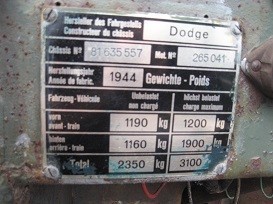 Hersteller des Fahrgestells
Constructeur du châssis
Dodge
Châssis Nº 81635557 Mot. Nº 265041
Herstellungsjahr
Année de fabric. 1944 Gewichte - Poids
Fahrzeug-Véhicule Unbelastet höchst belastet
non chargé charge maximum
vorn
avant-train 1190 kg 1200 kg
hinten
arrière-train 1160 kg 1900 kg
Total 2350 kg 3100